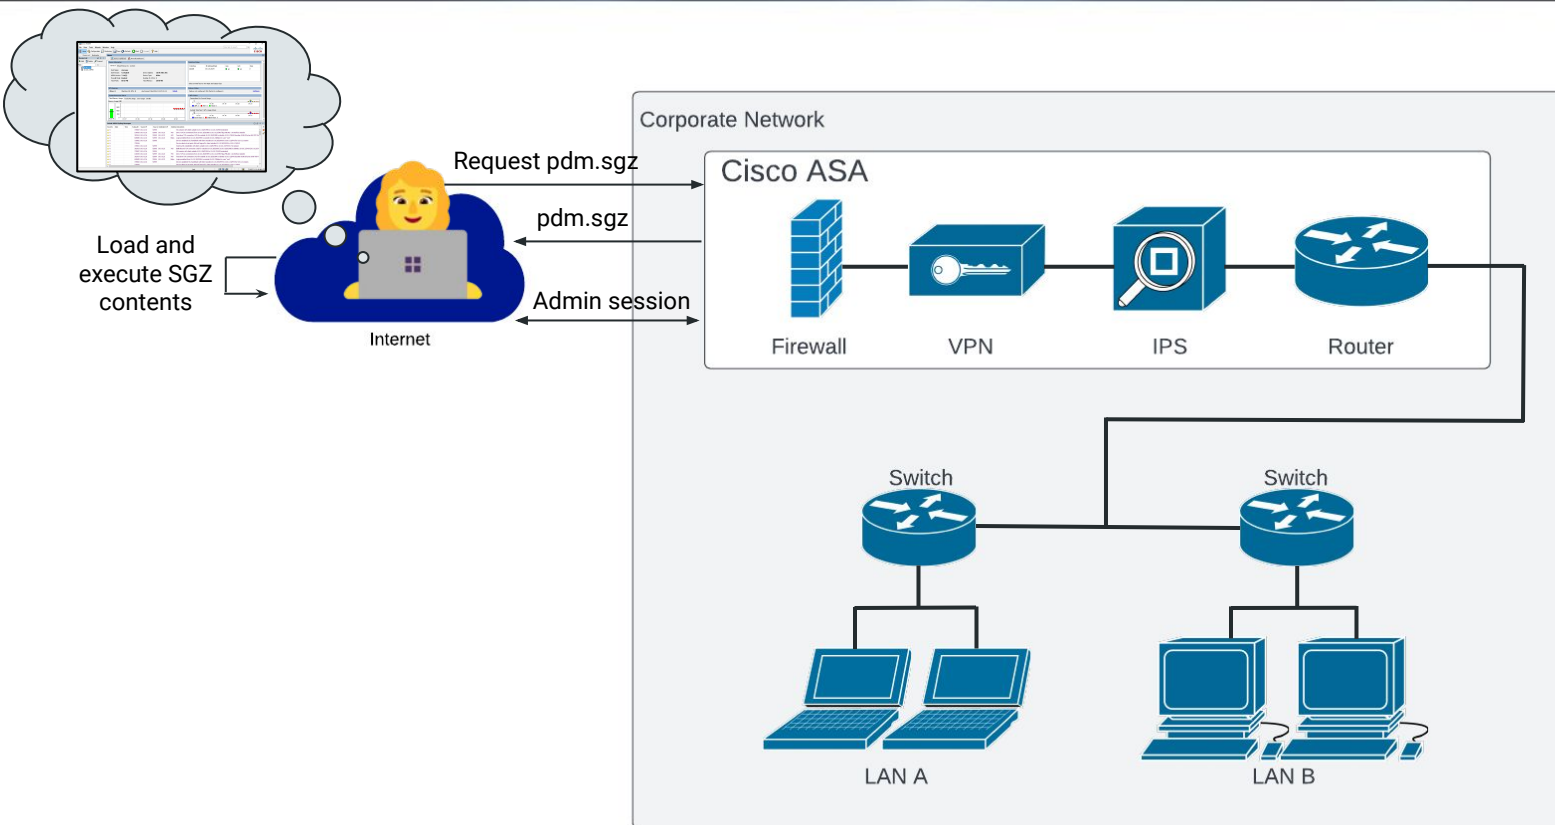 Corporate Network
Request pdm.sgz
Cisco ASA
pdm.sgz
Load and
execute SGZ
contents
Admin session
Internet
Firewall
VPN
IPS
Router
Switch
Switch
LAN A
LAN B